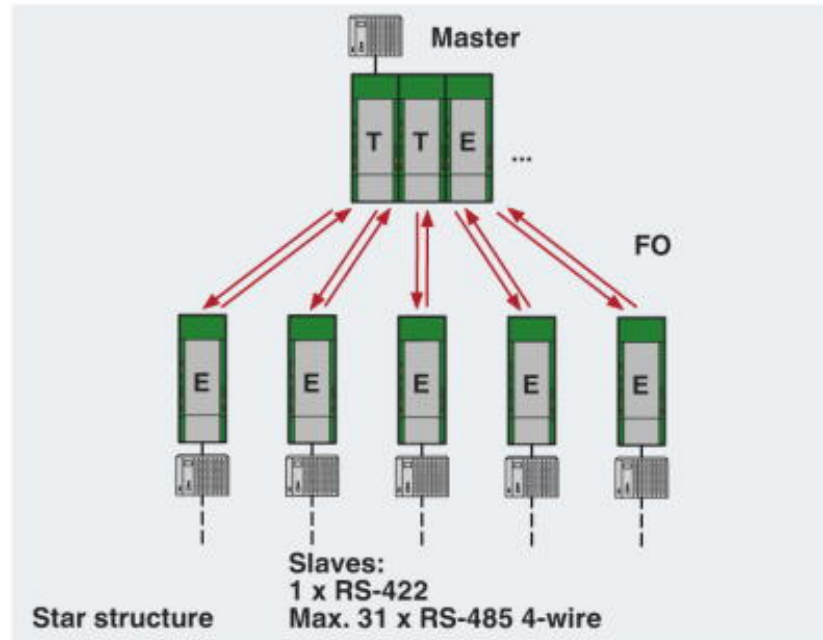 Master
T T E ...
FO
E E E E E
Slaves:
1 x RS-422
Star structure Max. 31 x RS-485 4-wire